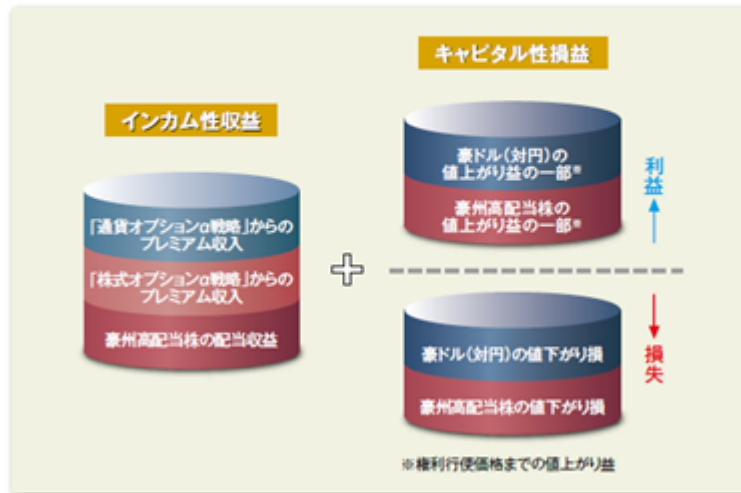 キャピタル性損益
インカム性収益
豪ドル(対円)の
値上がり益の一部※
豪州高配当株の
値上がり益の一部※
利益
「通貨オプションα戦略」からの
プレミアム収入
「株式オプションα戦略」からの
プレミアム収入
豪州高配当株の配当収益
+
豪ドル(対円)の値下がり損
豪州高配当株の値下がり損
損失
※権利行使価格までの値上がり益